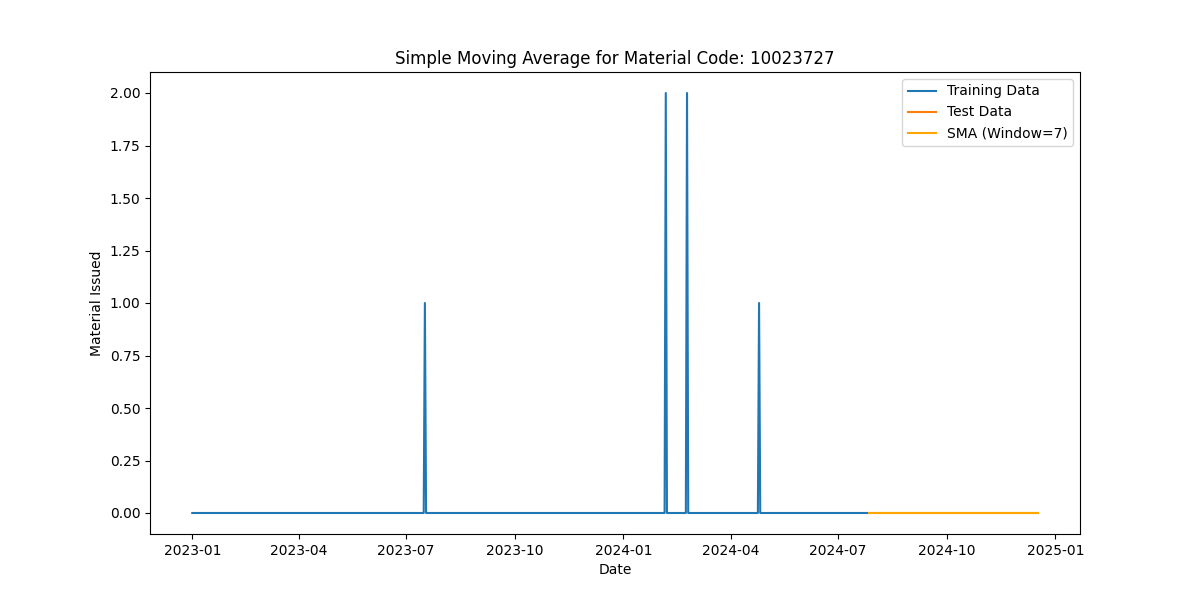 Simple Moving Average for Material Code: 10023727
Training Data
Test Data
SMA (Window=7)
Material Issued
2.00
1.75
1.50
1.25
1.00
0.75
0.50
0.25
0.00
2023-01 2023-04 2023-07 2023-10 2024-01 2024-04 2024-07 2024-10 2025-01
Date